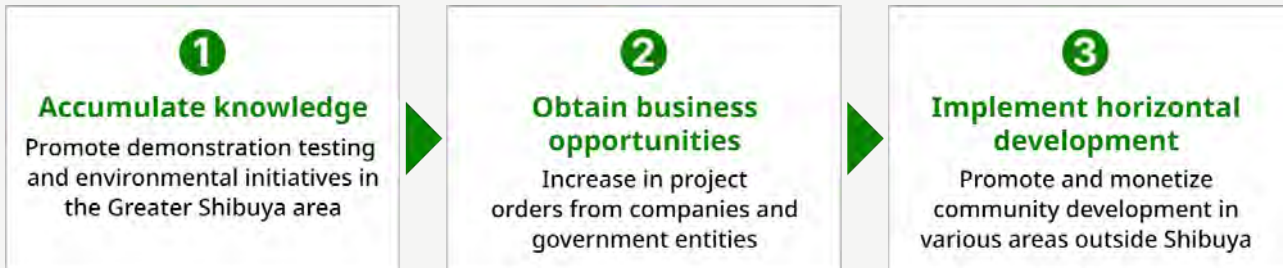 1
Accumulate knowledge
Promote demonstration testing
and environmental initiatives in
the Greater Shibuya area
2
Obtain business
opportunities
Increase in project
orders from companies and
government entities
3
Implement horizontal
development
Promote and monetize
community development in
various areas outside Shibuya